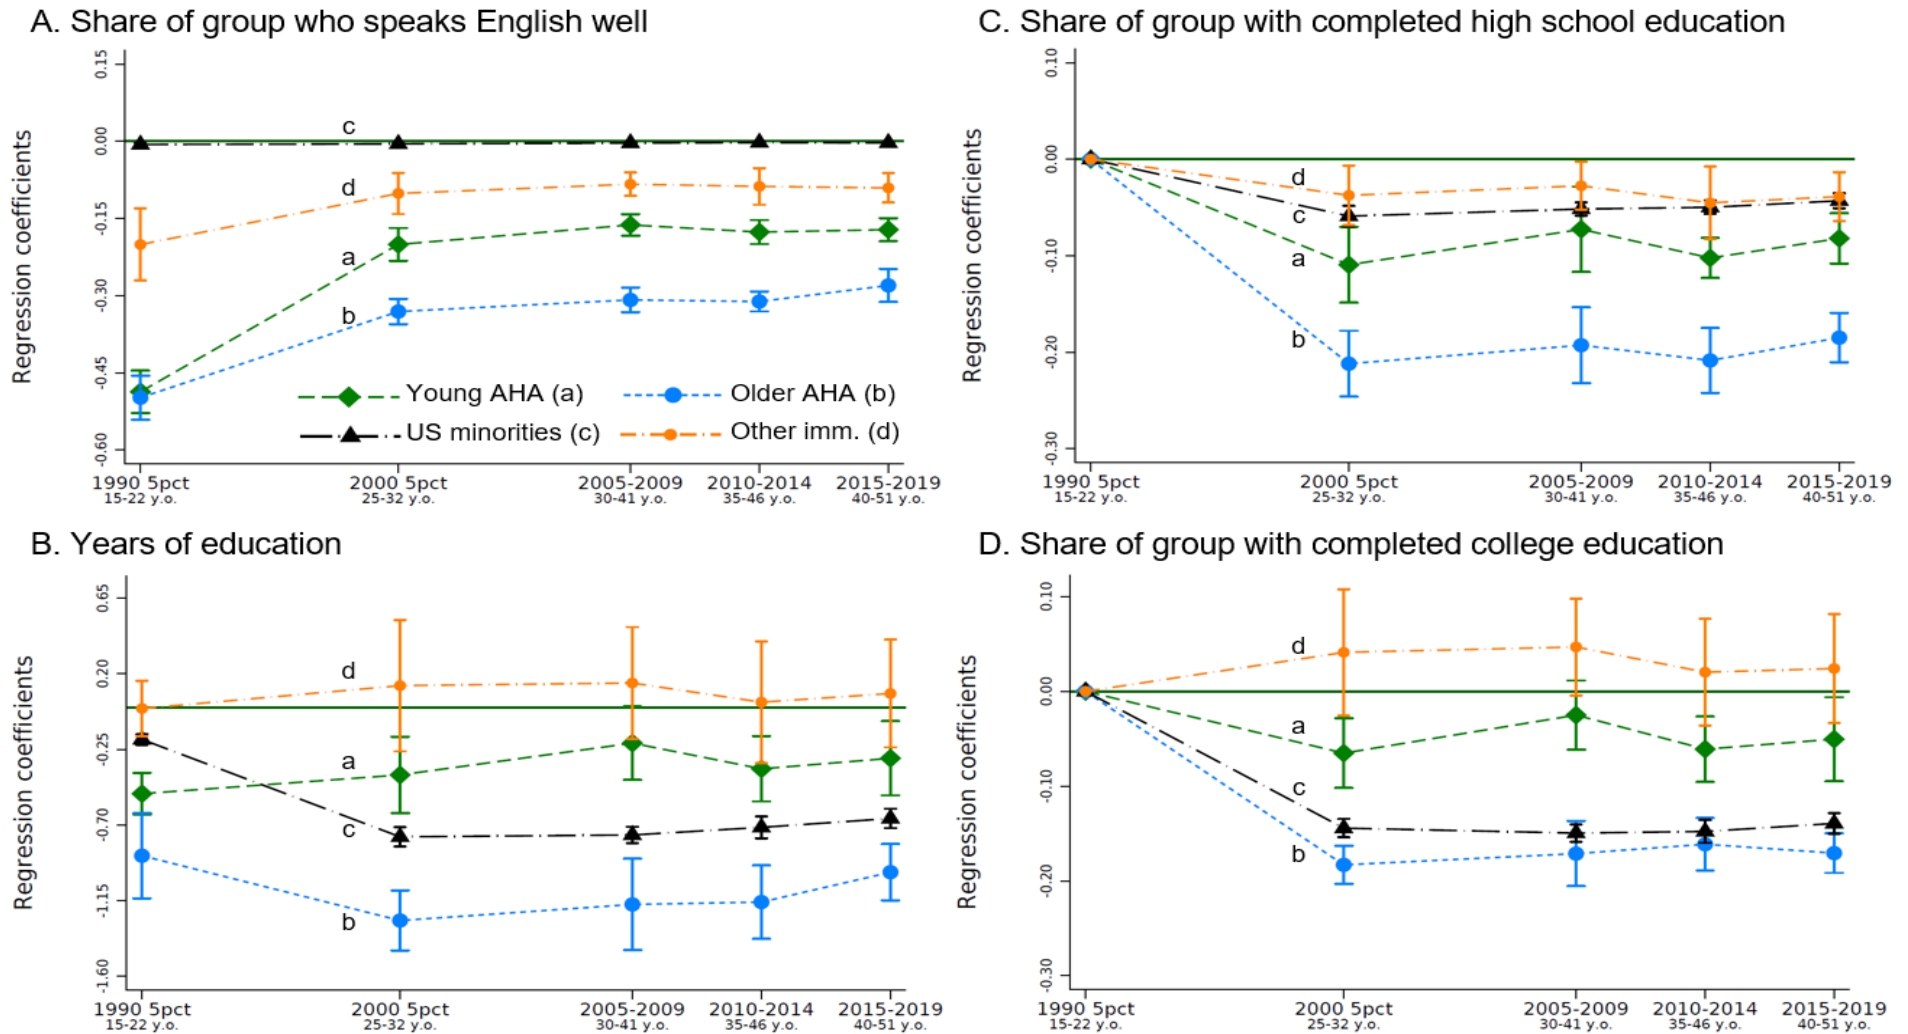 A. Share of group who speaks English well
Regression coefficients
0.15
0.00
-0.15
-0.30
-0.45
-0.60
c
d
a
b
Young AHA (a)
Older AHA (b)
US minorities (c)
Other imm. (d)
1990 5pct
15-22 y.o.
2000 5pct
25-32 y.o.
2005-2009
30-41 y.o.
2010-2014
35-46 y.o.
2015-2019
40-51 y.o.
C. Share of group with completed high school education
Regression coefficients
0.10
0.00
-0.10
-0.20
-0.30
d
c
a
b
1990 5pct
15-22 y.o.
2000 5pct
25-32 y.o.
2005-2009
30-41 y.o.
2010-2014
35-46 y.o.
2015-2019
40-51 y.o.
B. Years of education
Regression coefficients
0.65
0.20
-0.25
-0.70
-1.15
-1.60
d
a
c
b
1990 5pct
15-22 y.o.
2000 5pct
25-32 y.o.
2005-2009
30-41 y.o.
2010-2014
35-46 y.o.
2015-2019
40-51 y.o.
D. Share of group with completed college education
Regression coefficients
0.10
0.00
-0.10
-0.20
-0.30
d
a
c
b
1990 5pct
15-22 y.o.
2000 5pct
25-32 y.o.
2005-2009
30-41 y.o.
2010-2014
35-46 y.o.
2015-2019
40-51 y.o.